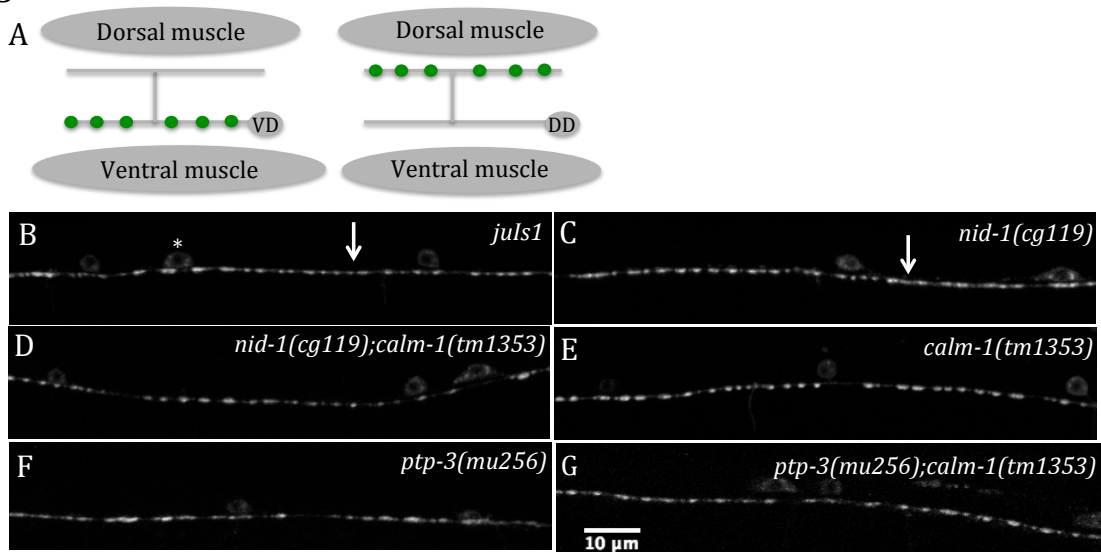 A
Dorsal muscle
Dorsal muscle
VD
DD
Ventral muscle
Ventral muscle
B
*
juIs1
C
nid-1(cg119)
D
nid-1(cg119);calm-1(tm1353)
E
calm-1(tm1353)
F
ptp-3(mu256)
G
ptp-3(mu256);calm-1(tm1353)
10 µm